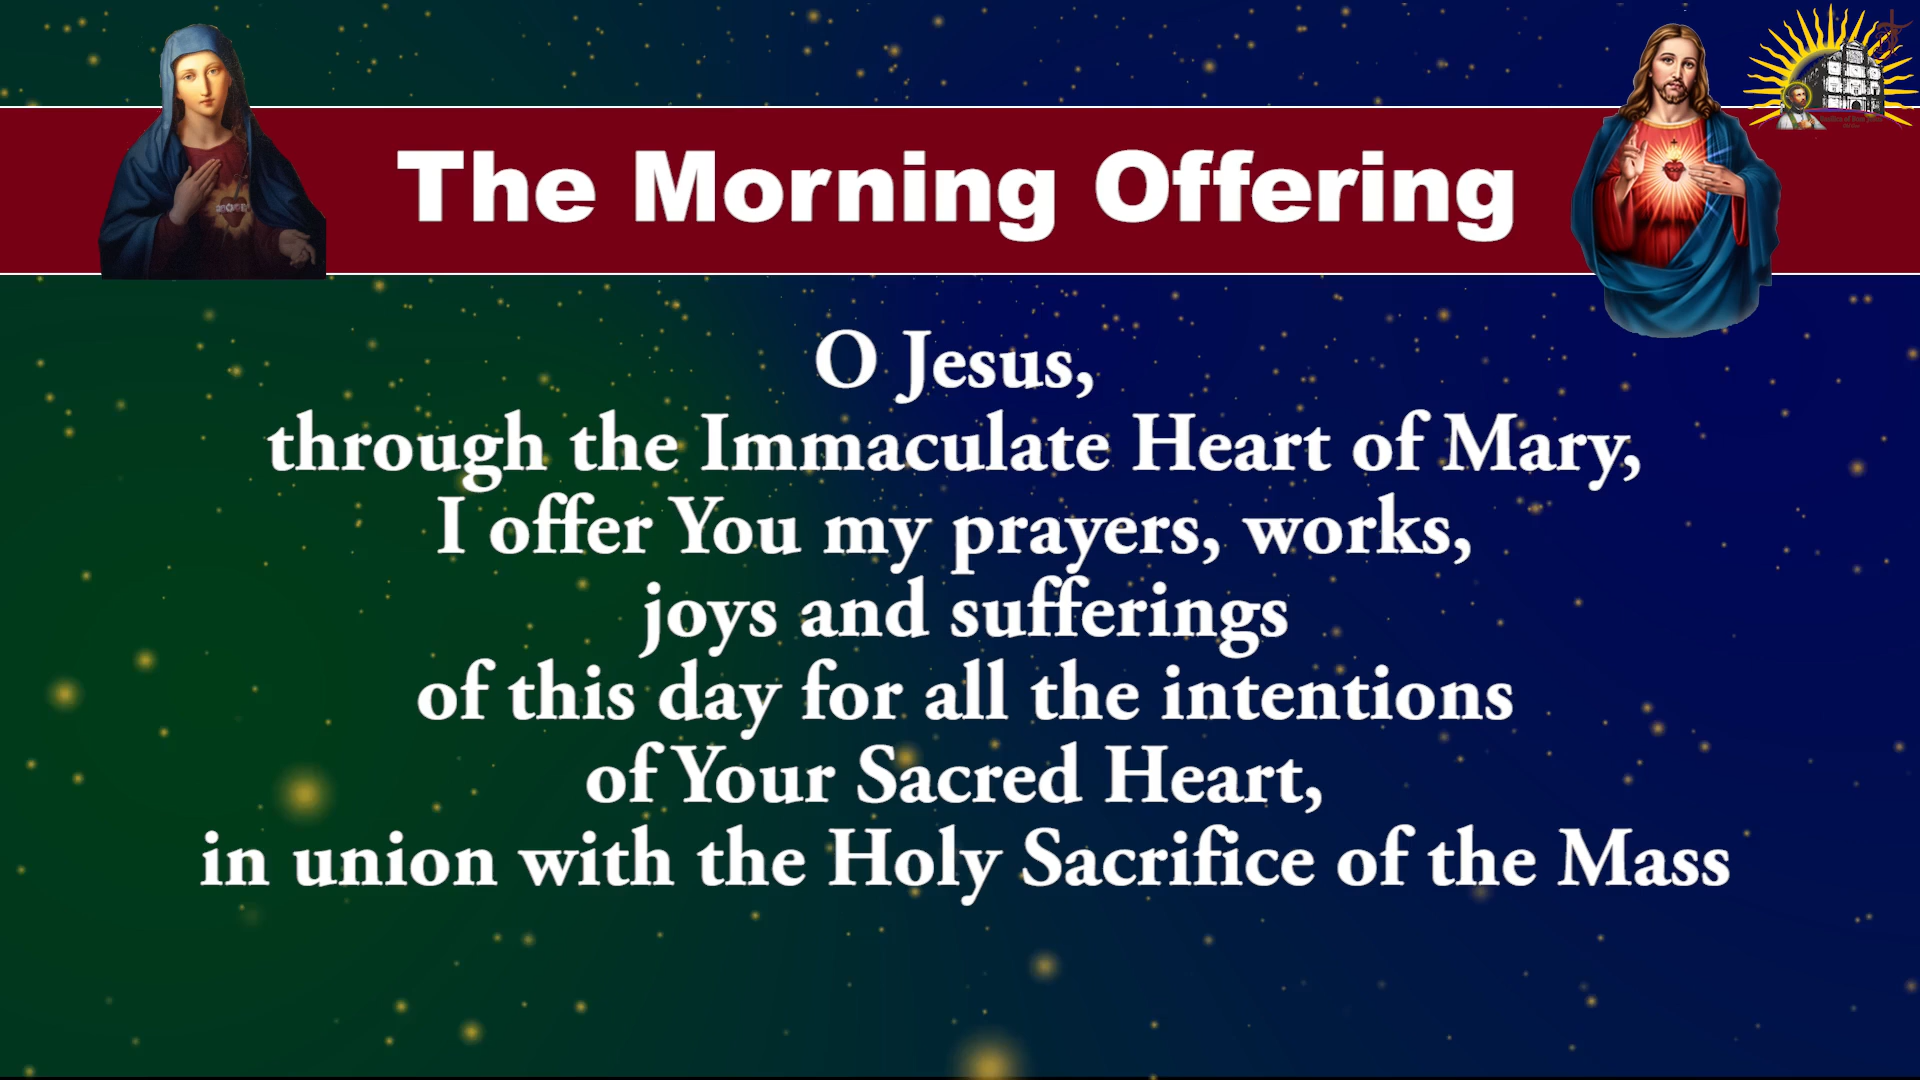 The Morning Offering
O Jesus,
through the Immaculate Heart of Mary,
I offer You my prayers, works,
joys and sufferings
of this day for all the intentions
of Your Sacred Heart,
in union with the Holy Sacrifice of the Mass